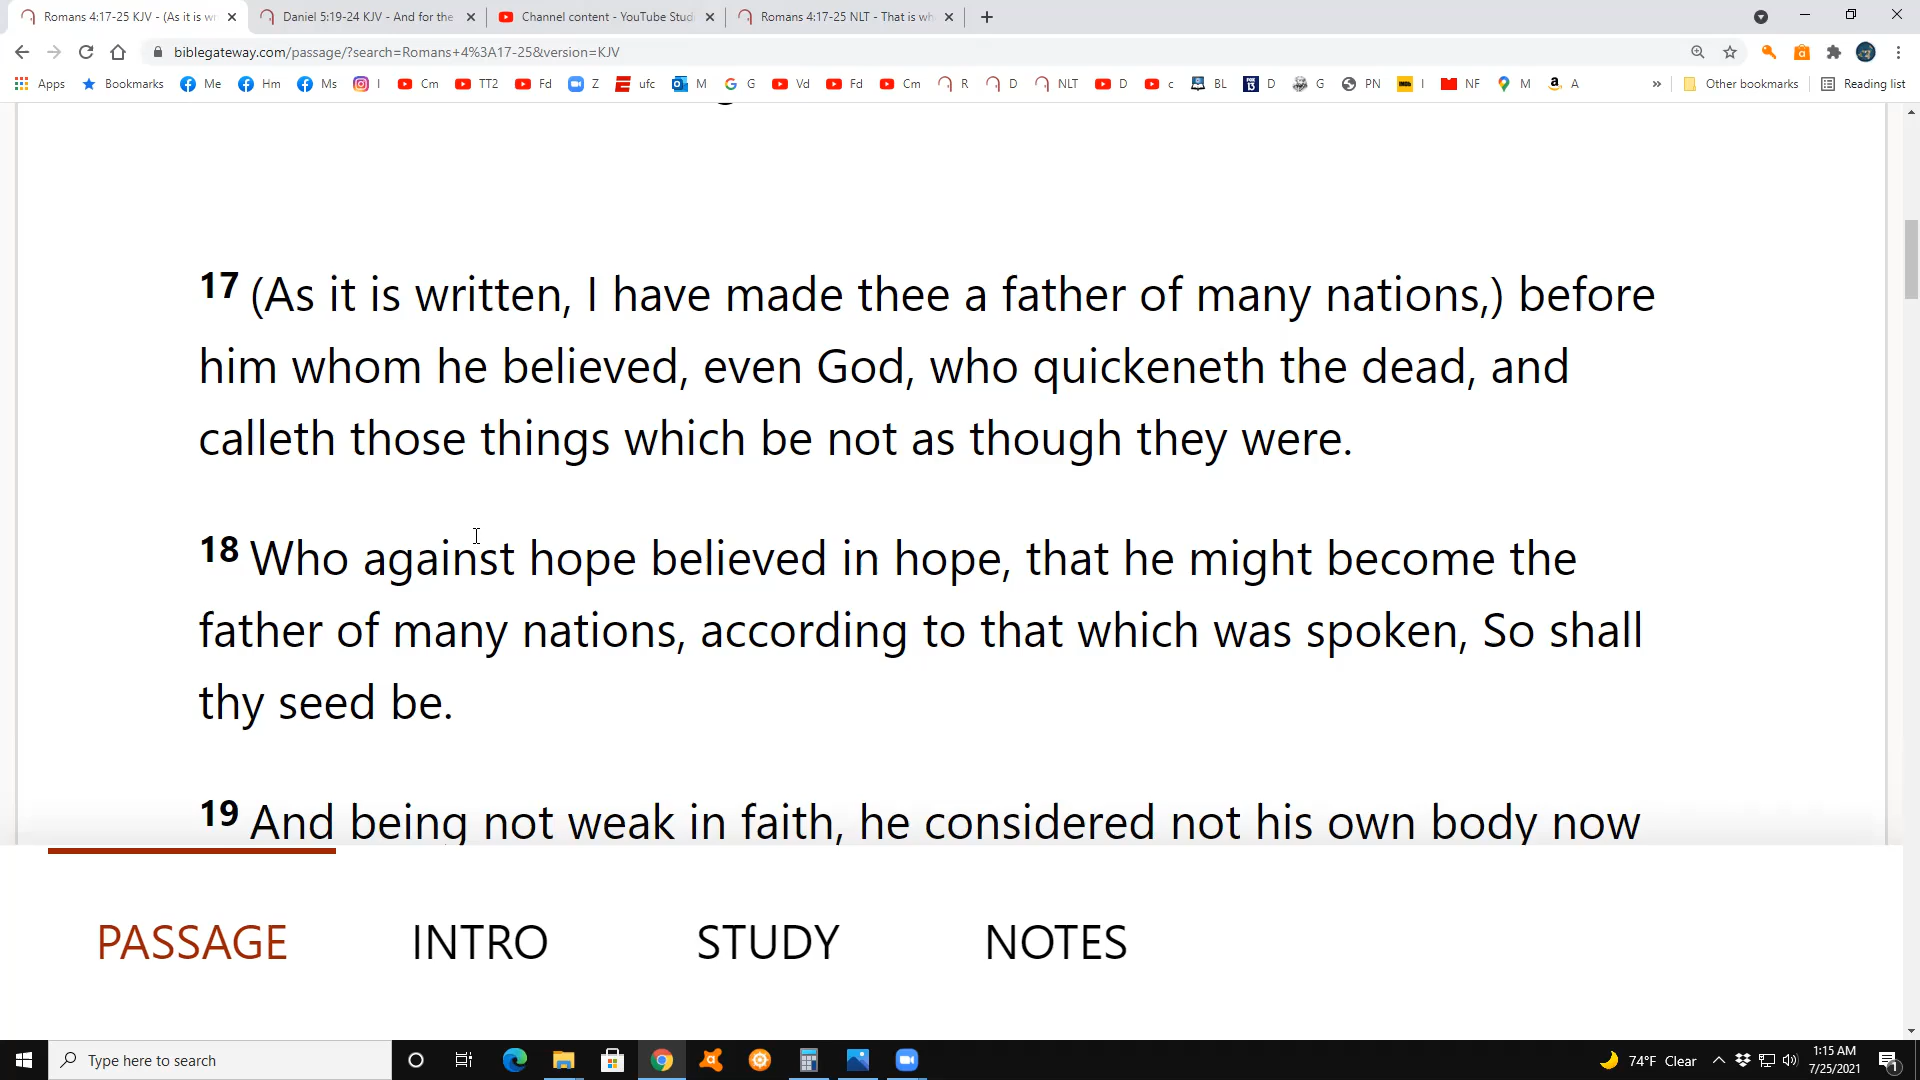 Romans 4:17-25 KJV - (As it is wr
Daniel 5:19-24 KJV - And for the
Channel content - YouTube Stud
Romans 4:17-25 NLT - That is wh
biblegateway.com/passage/?search=Romans+4%3A17-25&version=KJV
Apps Bookmarks Me Hm Ms I Cm TT2 Fd Z ufc M G Vd Fd Cm R D NLT D c BL D G PN I NF M A » Other bookmarks Reading list
17 (As it is written, I have made thee a father of many nations,) before
him whom he believed, even God, who quickeneth the dead, and
calleth those things which be not as though they were.
18 Who against hope believed in hope, that he might become the
father of many nations, according to that which was spoken, So shall
thy seed be.
19 And being not weak in faith, he considered not his own body now
PASSAGE INTRO STUDY NOTES
Type here to search
74°F Clear
1:15 AM
7/25/2021
1